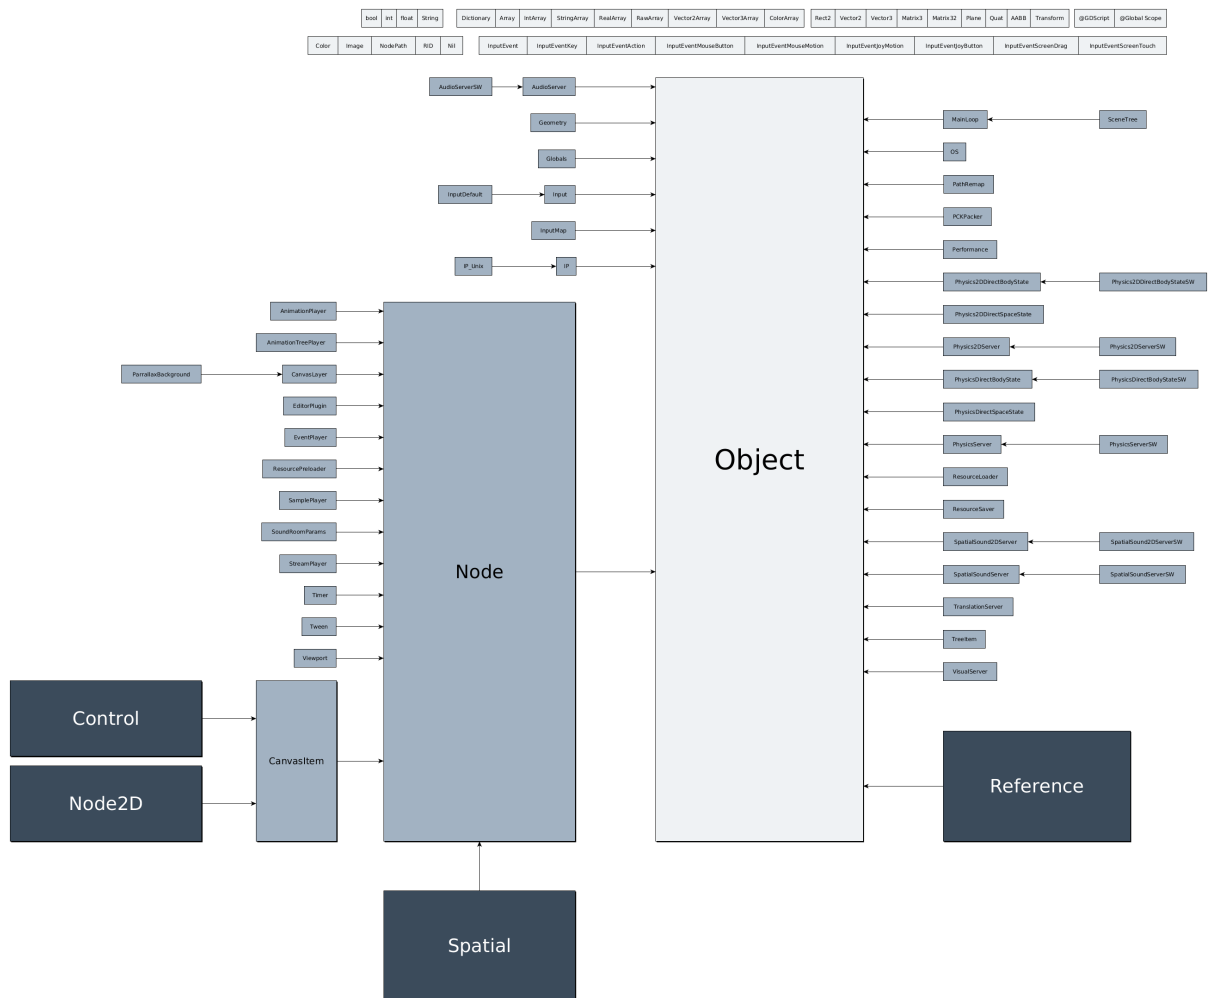 bool int float String Dictionary Array IntArray StringArray RealArray RawArray Vector2Array Vector3Array ColorArray Rect2 Vector2 Vector3 Matrix3 Matrix32 Plane Quat AABB Transform @GDScript @Global Scope
Color Image NodePath RID Nil InputEvent InputEventKey InputEventAction InputEventMouseButton InputEventMouseMotion InputEventJoyMotion InputEventJoyButton InputEventScreenDrag InputEventScreenTouch
AudioServerSW AudioServer
Geometry
Globals
InputDefault Input
InputMap
IP_Unix IP
AnimationPlayer
AnimationTreePlayer
ParrallaxBackground CanvasLayer
EditorPlugin
EventPlayer
ResourcePreloader
SamplePlayer
SoundRoomParams
StreamPlayer
Timer
Tween
Viewport
Control
Node2D
CanvasItem
Node
Spatial
Object
MainLoop SceneTree
OS
PathRemap
PCKPacker
Performance
Physics2DDirectBodyState Physics2DDirectBodyStateSW
Physics2DDirectSpaceState
Physics2DServer Physics2DServerSW
PhysicsDirectBodyState PhysicsDirectBodyStateSW
PhysicsDirectSpaceState
PhysicsServer PhysicsServerSW
ResourceLoader
ResourceSaver
SpatialSound2DServer SpatialSound2DServerSW
SpatialSoundServer SpatialSoundServerSW
TranslationServer
TreeItem
VisualServer
Reference